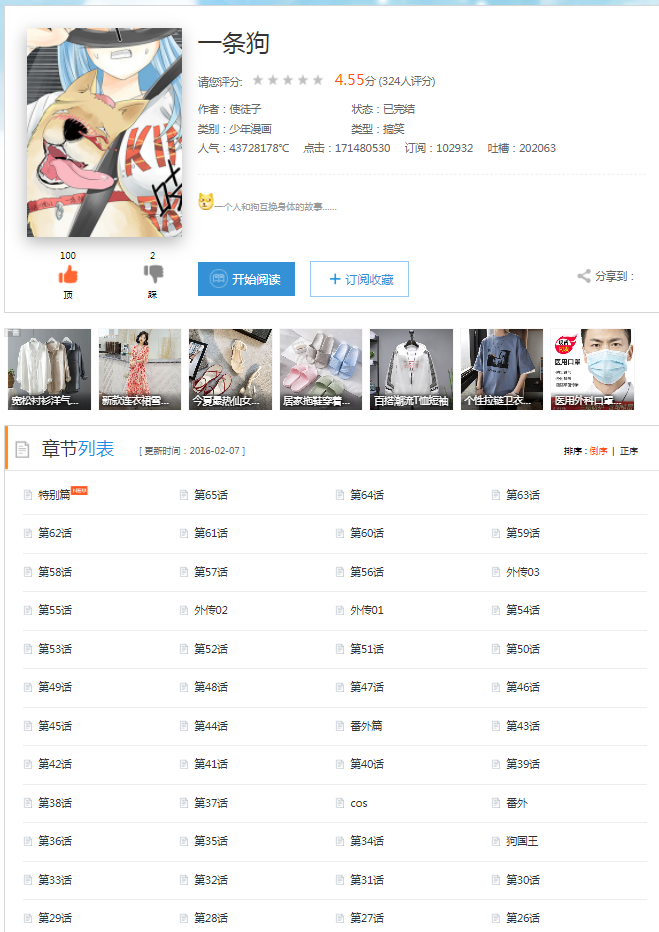 一条狗
请您评分: 4.55分 (324人评分)
作者：使徒子 状态：已完结
类别：少年漫画 类型：搞笑
人气：43728178℃ 点击：171480530 订阅：102932 吐槽：202063
一个人和狗互换身体的故事......
100 2
顶 踩
开始阅读 + 订阅收藏 分享到：
宽松衬衫洋气... 新款连衣裙雪... 今夏最热仙女... 居家拖鞋穿着... 百搭潮流T恤短袖 个性拉链卫衣... 医用外科口罩...
医用口罩
章节列表 [ 更新时间：2016-02-07 ] 排序 : 倒序 | 正序
特别篇 NEW 第65话 第64话 第63话
第62话 第61话 第60话 第59话
第58话 第57话 第56话 外传03
第55话 外传02 外传01 第54话
第53话 第52话 第51话 第50话
第49话 第48话 第47话 第46话
第45话 第44话 番外篇 第43话
第42话 第41话 第40话 第39话
第38话 第37话 cos 番外
第36话 第35话 第34话 狗国王
第33话 第32话 第31话 第30话
第29话 第28话 第27话 第26话